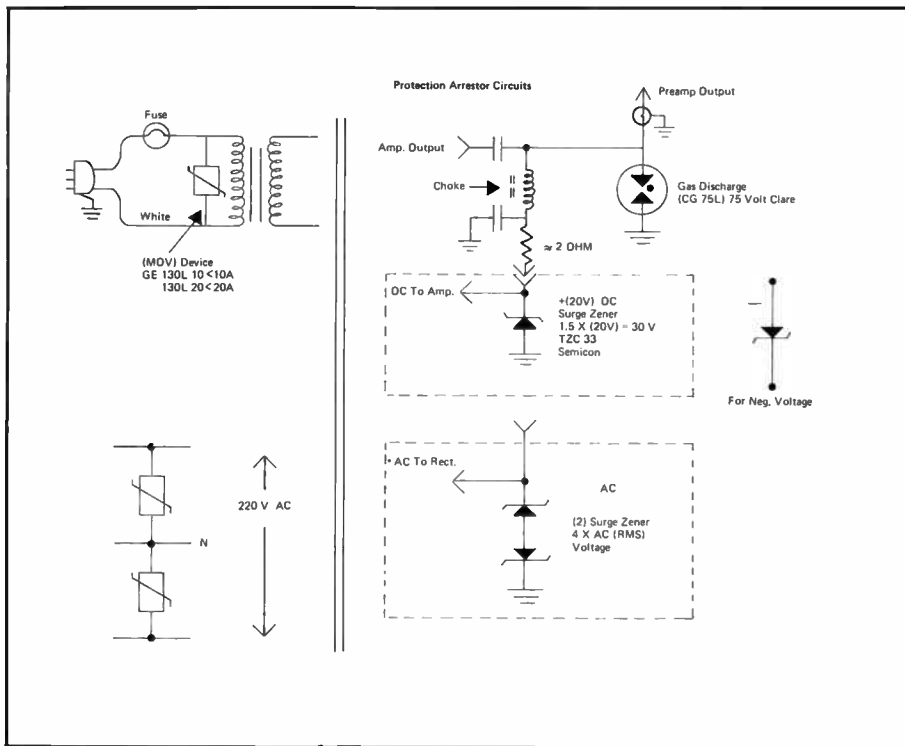 Protection Arrestor Circuits
Fuse
White
(MOV) Device
GE 130L 10<10A
130L 20<20A
220 V AC
N
Preamp Output
Amp. Output
Choke
Gas Discharge
(CG 75L) 75 Volt Clare
≈ 2 OHM
DC To Amp.
+(20V) DC
Surge Zener
1.5 X (20V) = 30 V
TZC 33
Semicon
For Neg. Voltage
* AC To Rect.
AC
(2) Surge Zener
4 X AC (RMS)
Voltage